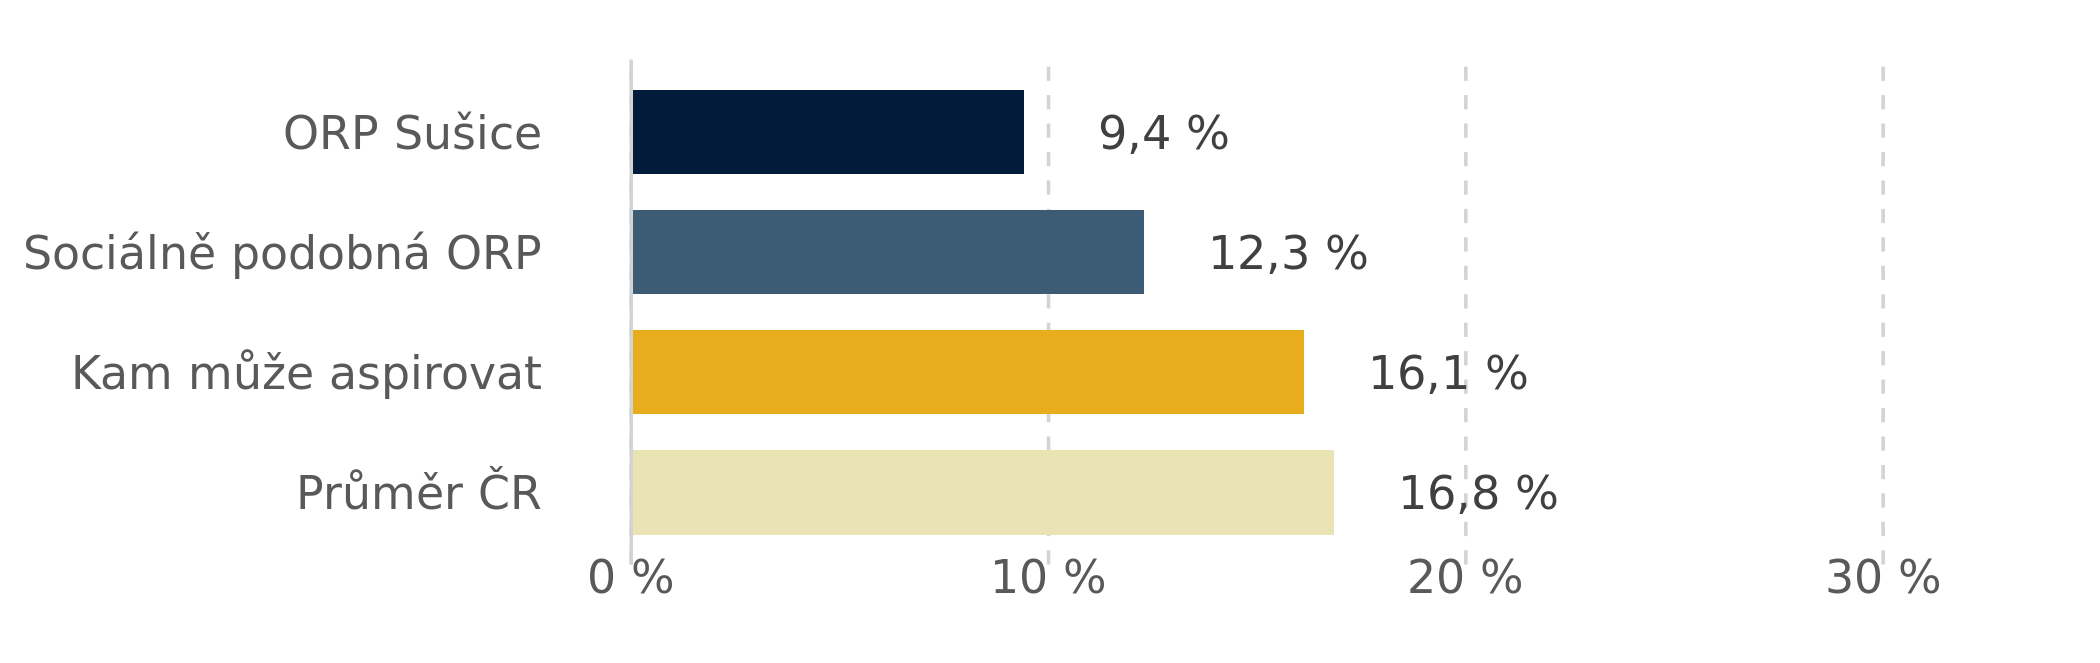 ORP Sušice 9,4 %
Sociálně podobná ORP 12,3 %
Kam může aspirovat 16,1 %
Průměr ČR 16,8 %
0 % 10 % 20 % 30 %